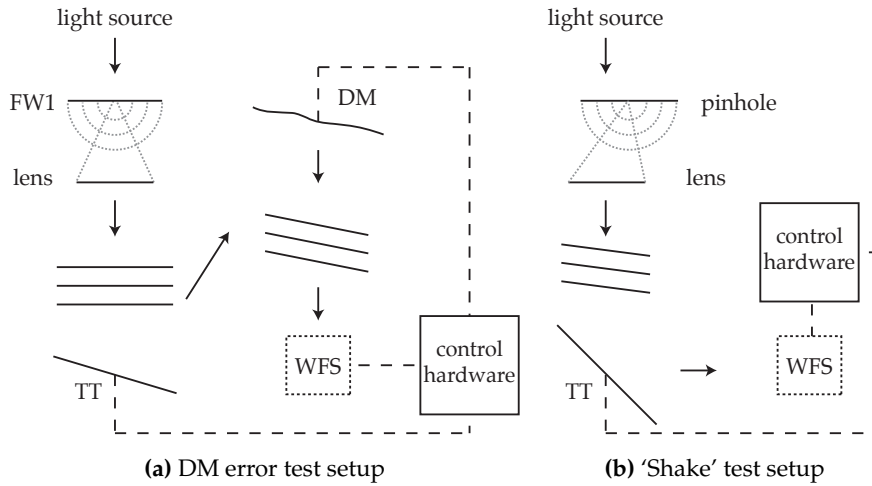 light source
FW1
lens
TT
DM
WFS
control
hardware
(a) DM error test setup
light source
pinhole
lens
TT
control
hardware
WFS
(b) ‘Shake’ test setup